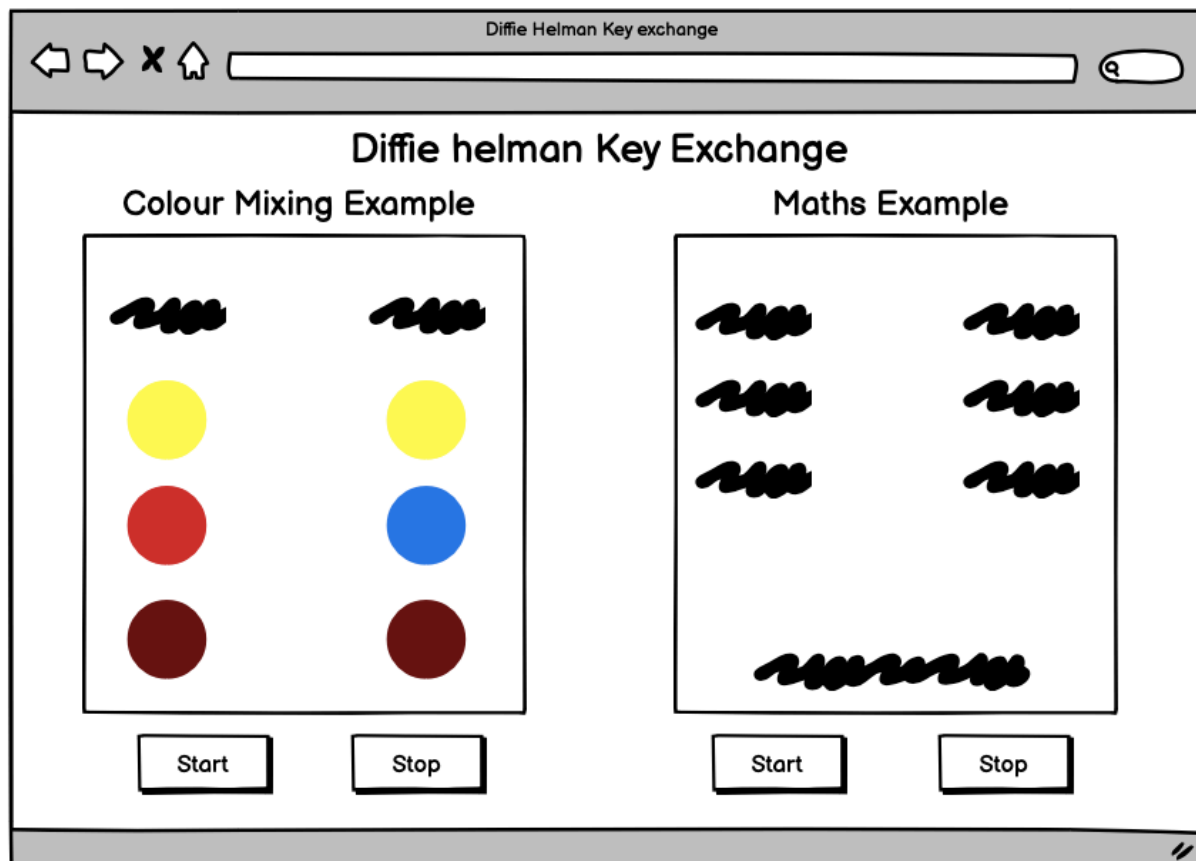 Diffie Helman Key exchange
Diffie helman Key Exchange
Colour Mixing Example
Maths Example
Start
Stop
Start
Stop